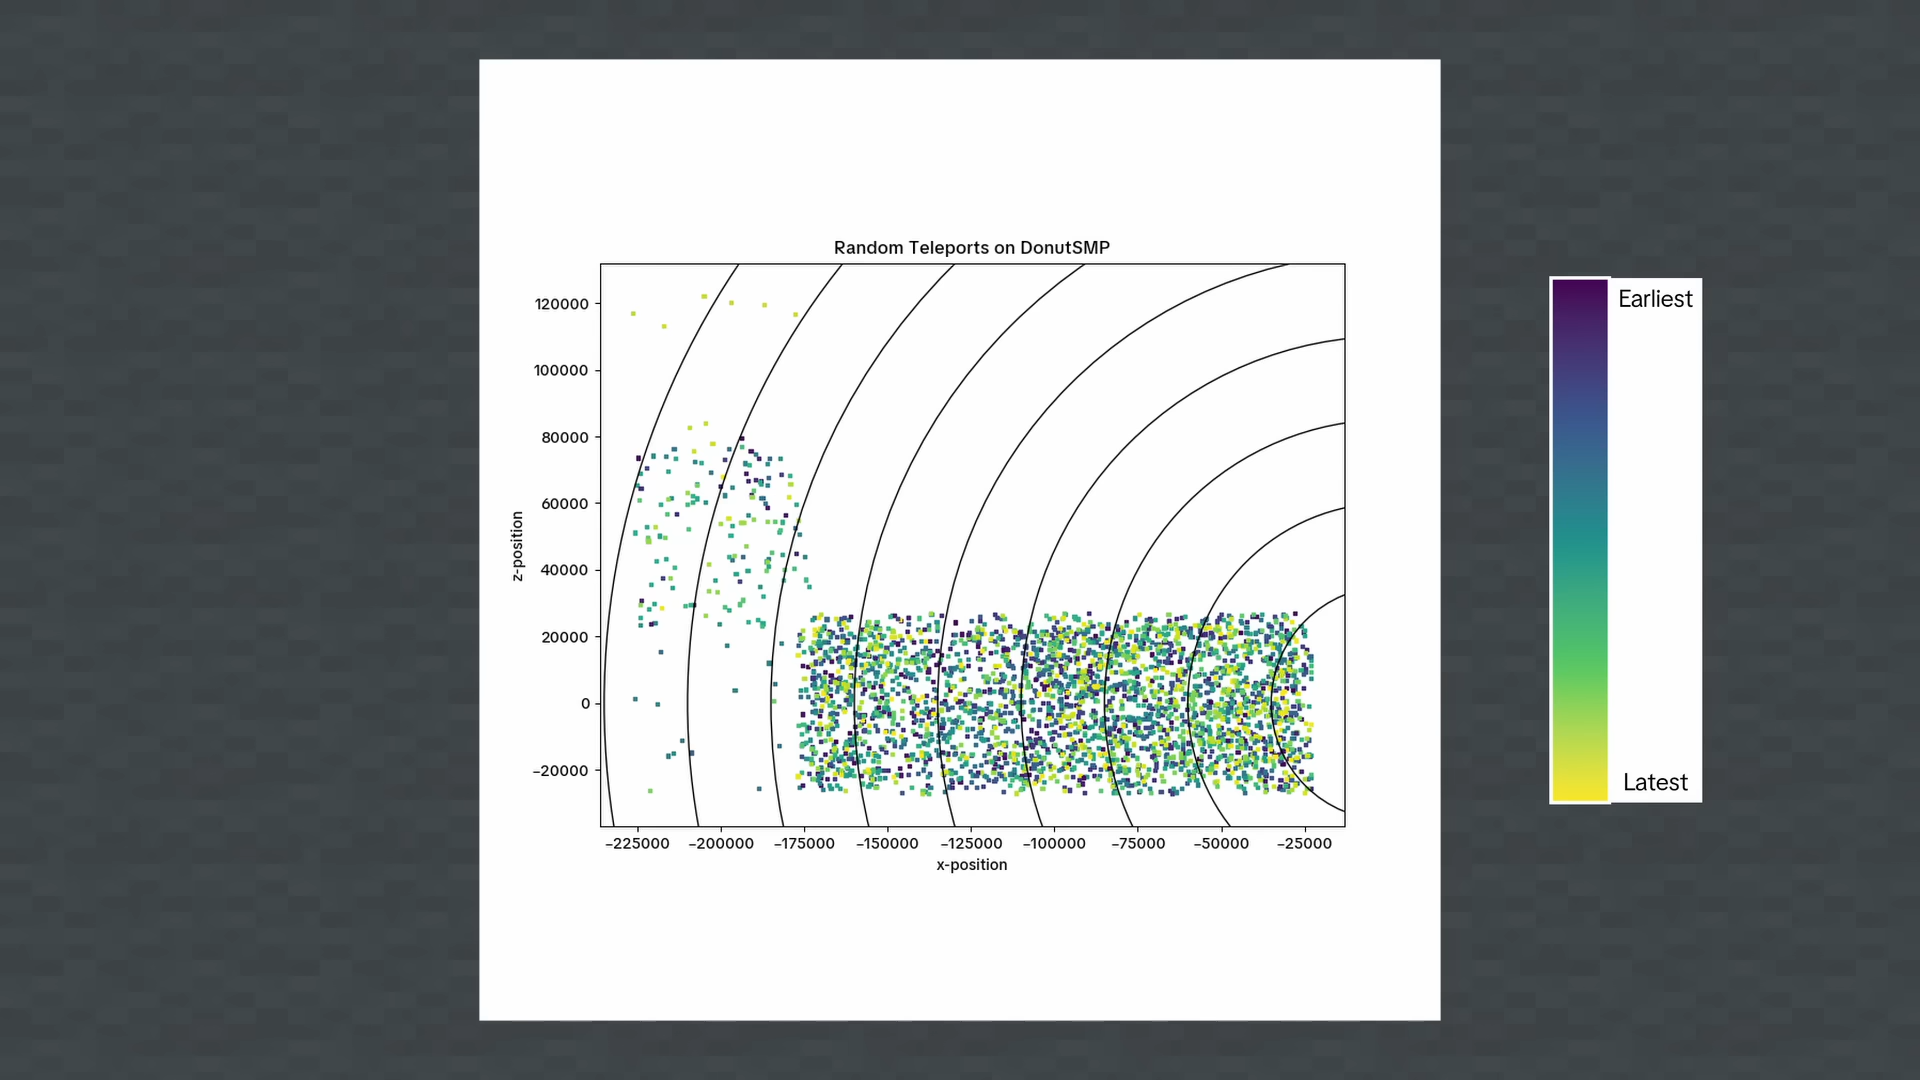 Random Teleports on DonutSMP
120000
100000
80000
60000
40000
20000
0
−20000
z-position
−225000 −200000 −175000 −150000 −125000 −100000 −75000 −50000 −25000
x-position
Earliest
Latest